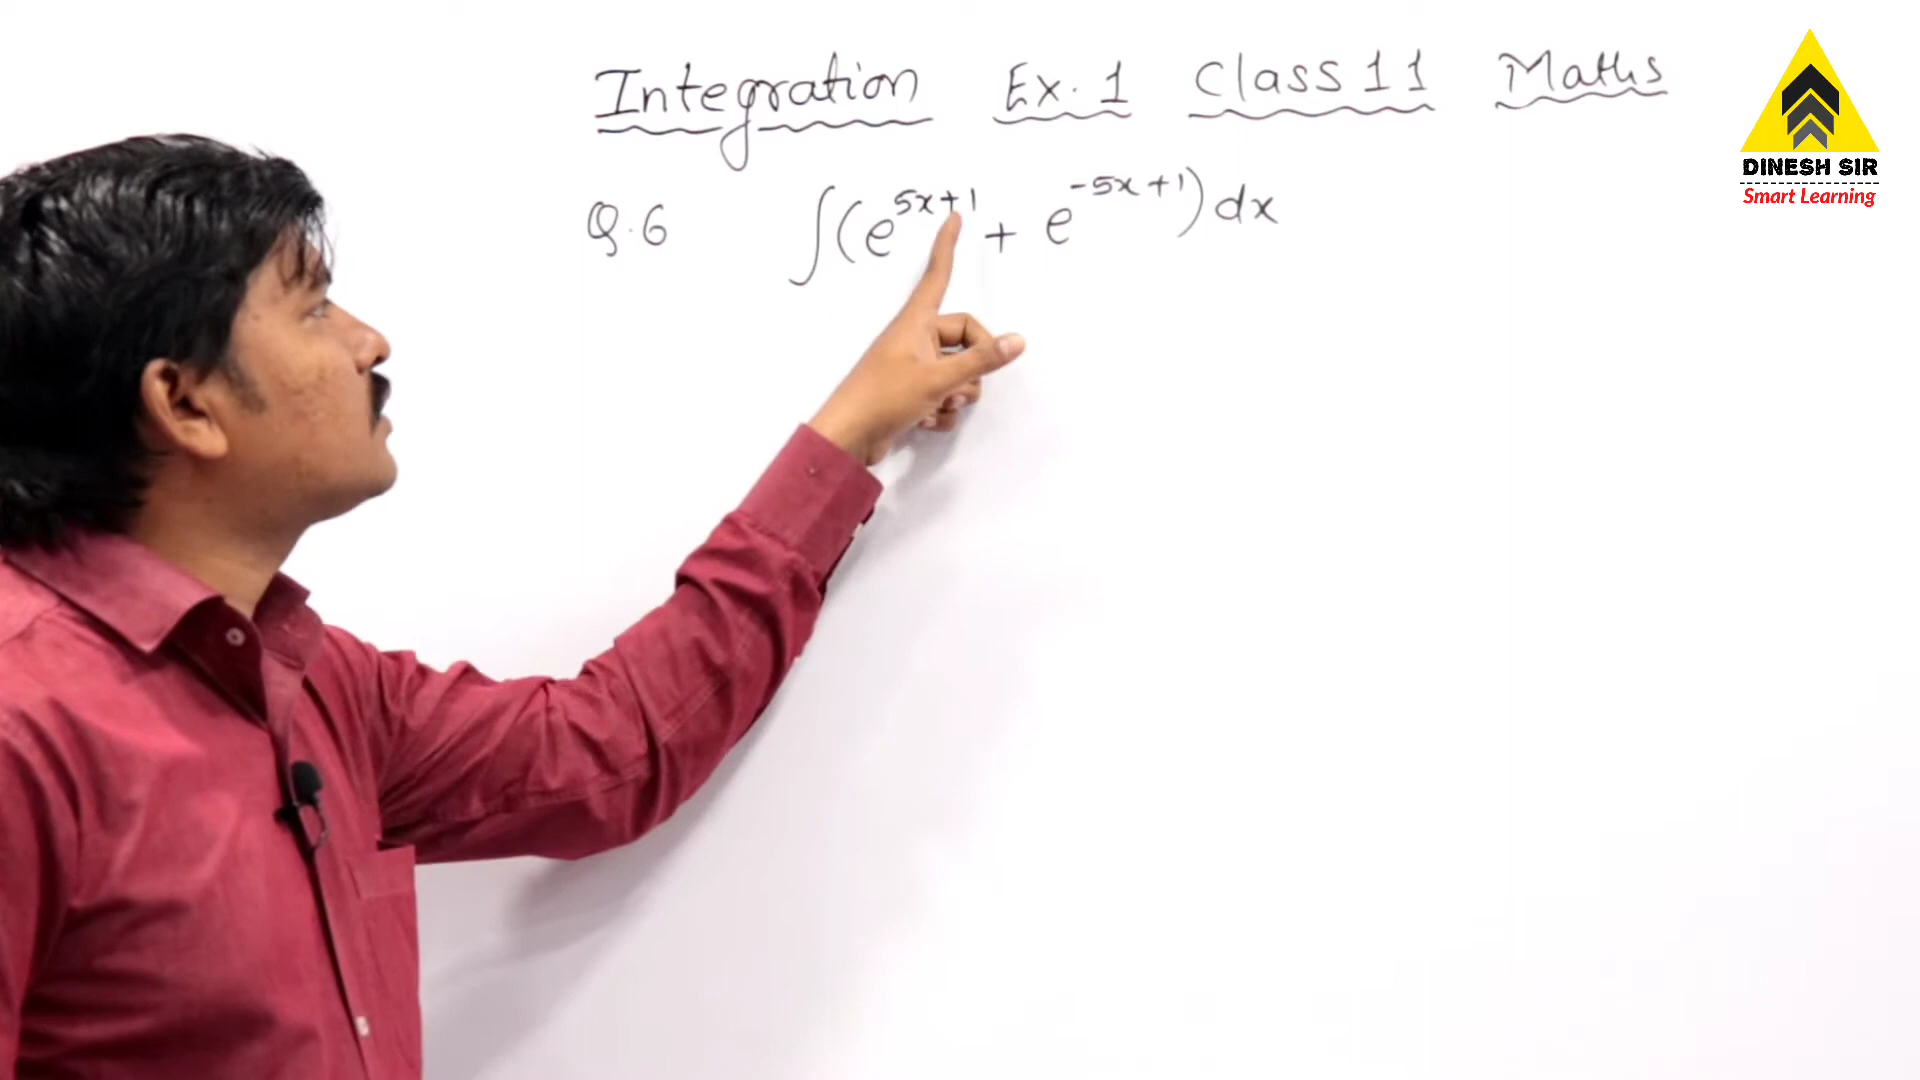 Integration Ex. 1 Class 11 Maths
Q.6 ∫(e^{5x+1} + e^{-5x+1}) dx
DINESH SIR
Smart Learning